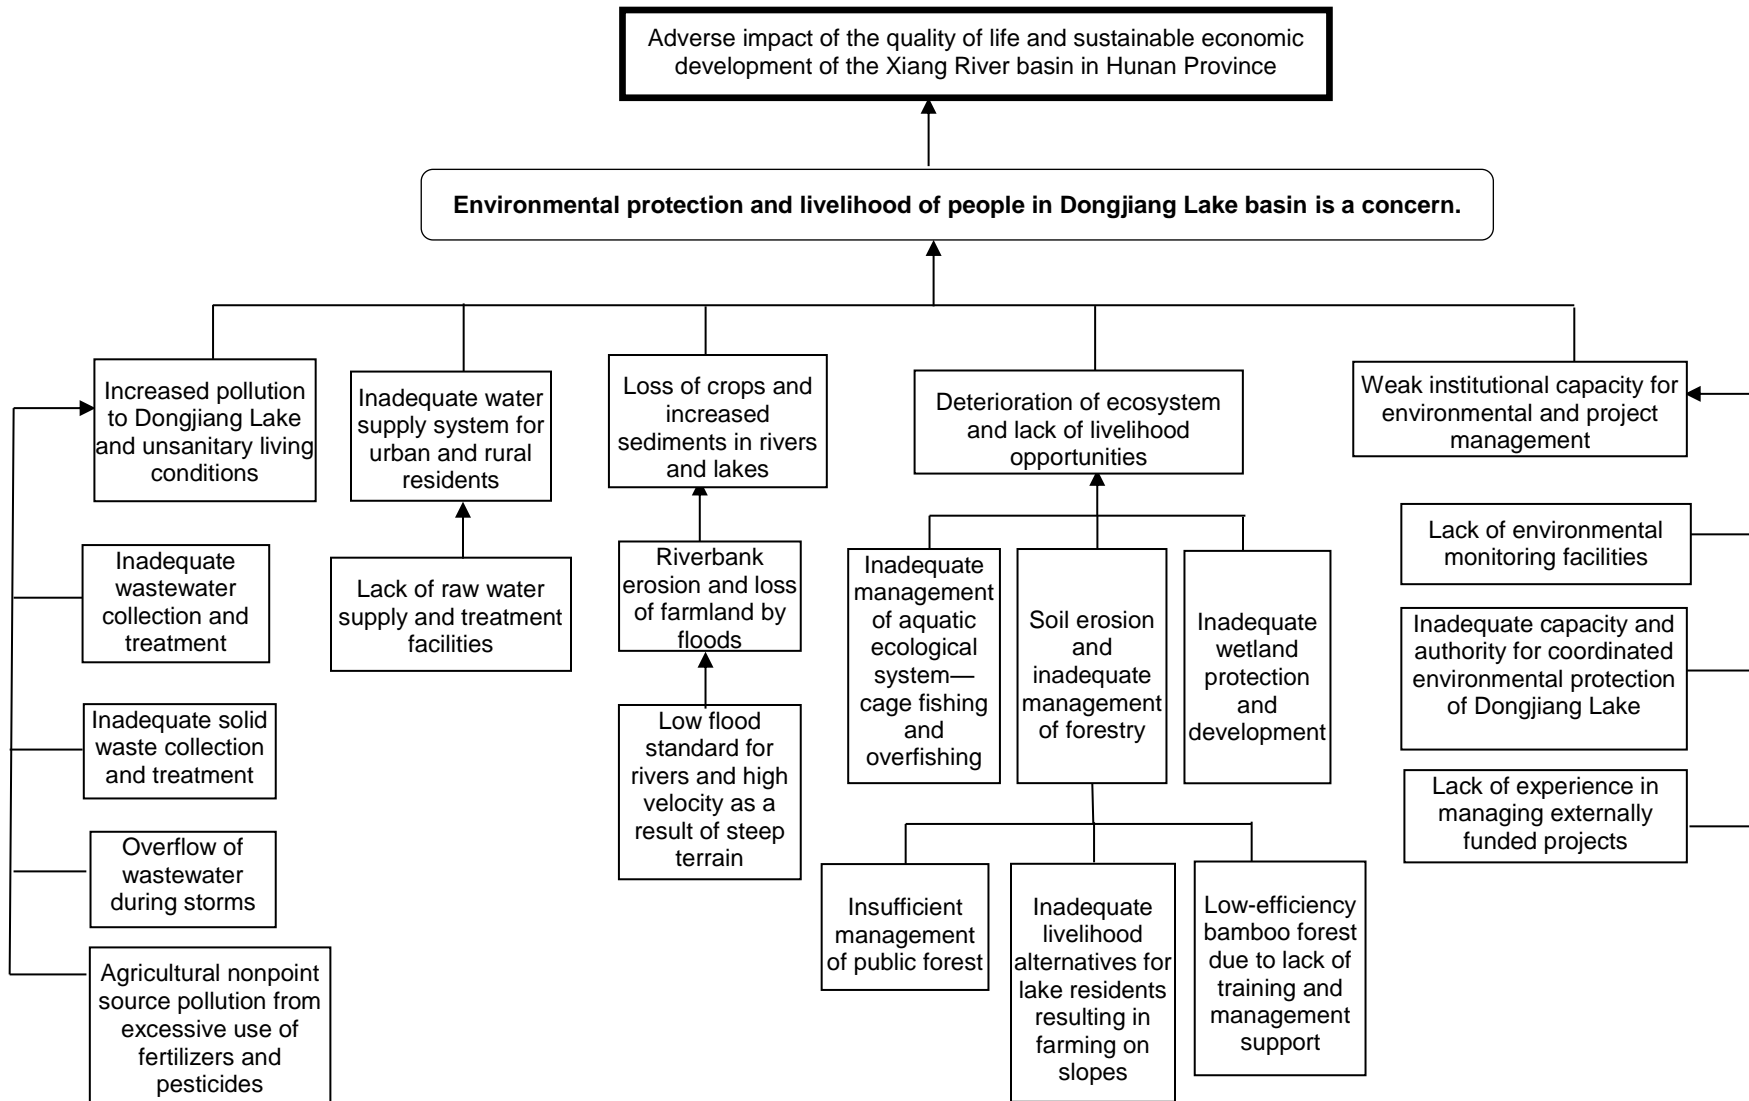 Adverse impact of the quality of life and sustainable economic
development of the Xiang River basin in Hunan Province
Environmental protection and livelihood of people in Dongjiang Lake basin is a concern.
Increased pollution
to Dongjiang Lake
and unsanitary living
conditions
Inadequate water
supply system for
urban and rural
residents
Loss of crops and
increased
sediments in rivers
and lakes
Deterioration of ecosystem
and lack of livelihood
opportunities
Weak institutional capacity for
environmental and project
management
Inadequate
wastewater
collection and
treatment
Inadequate solid
waste collection
and treatment
Overflow of
wastewater
during storms
Agricultural nonpoint
source pollution from
excessive use of
fertilizers and
pesticides
Lack of raw water
supply and treatment
facilities
Riverbank
erosion and loss
of farmland by
floods
Low flood
standard for
rivers and high
velocity as a
result of steep
terrain
Inadequate
management
of aquatic
ecological
system—
cage fishing
and
overfishing
Soil erosion
and
inadequate
management
of forestry
Inadequate
wetland
protection
and
development
Insufficient
management
of public forest
Inadequate
livelihood
alternatives for
lake residents
resulting in
farming on
slopes
Low-efficiency
bamboo forest
due to lack of
training and
management
support
Lack of environmental
monitoring facilities
Inadequate capacity and
authority for coordinated
environmental protection
of Dongjiang Lake
Lack of experience in
managing externally
funded projects